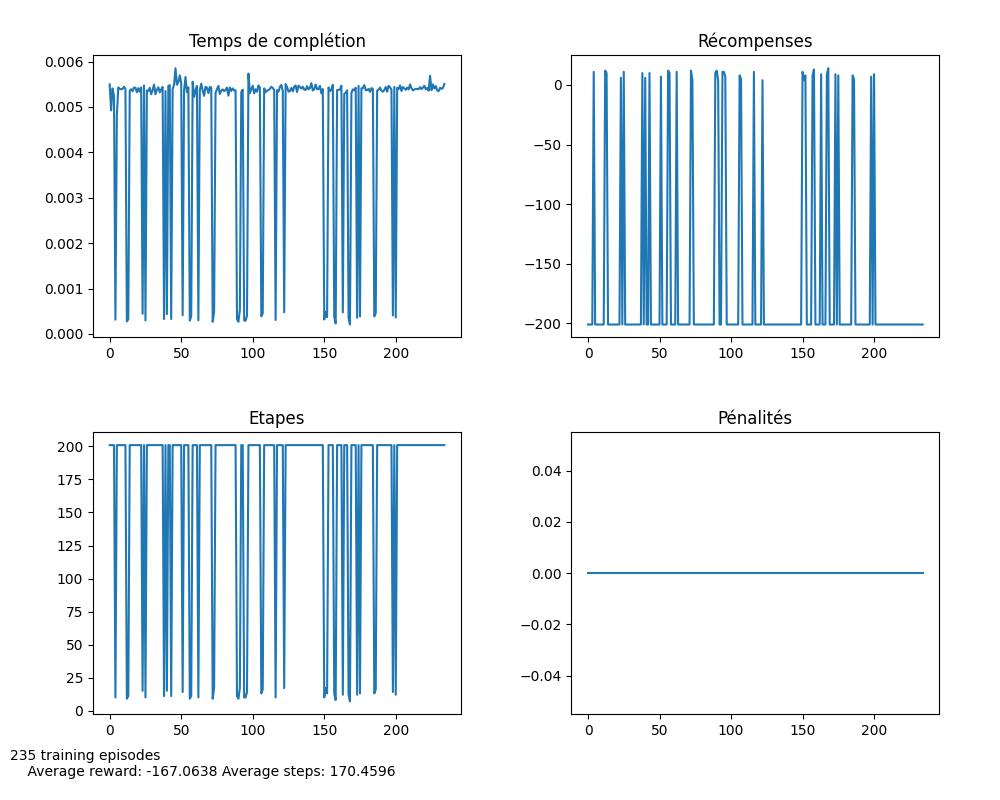 Temps de complétion
0.006
0.005
0.004
0.003
0.002
0.001
0.000
0 50 100 150 200
Récompenses
0
−50
−100
−150
−200
0 50 100 150 200
Etapes
200
175
150
125
100
75
50
25
0
0 50 100 150 200
Pénalités
0.04
0.02
0.00
−0.02
−0.04
0 50 100 150 200
235 training episodes
Average reward: -167.0638 Average steps: 170.4596